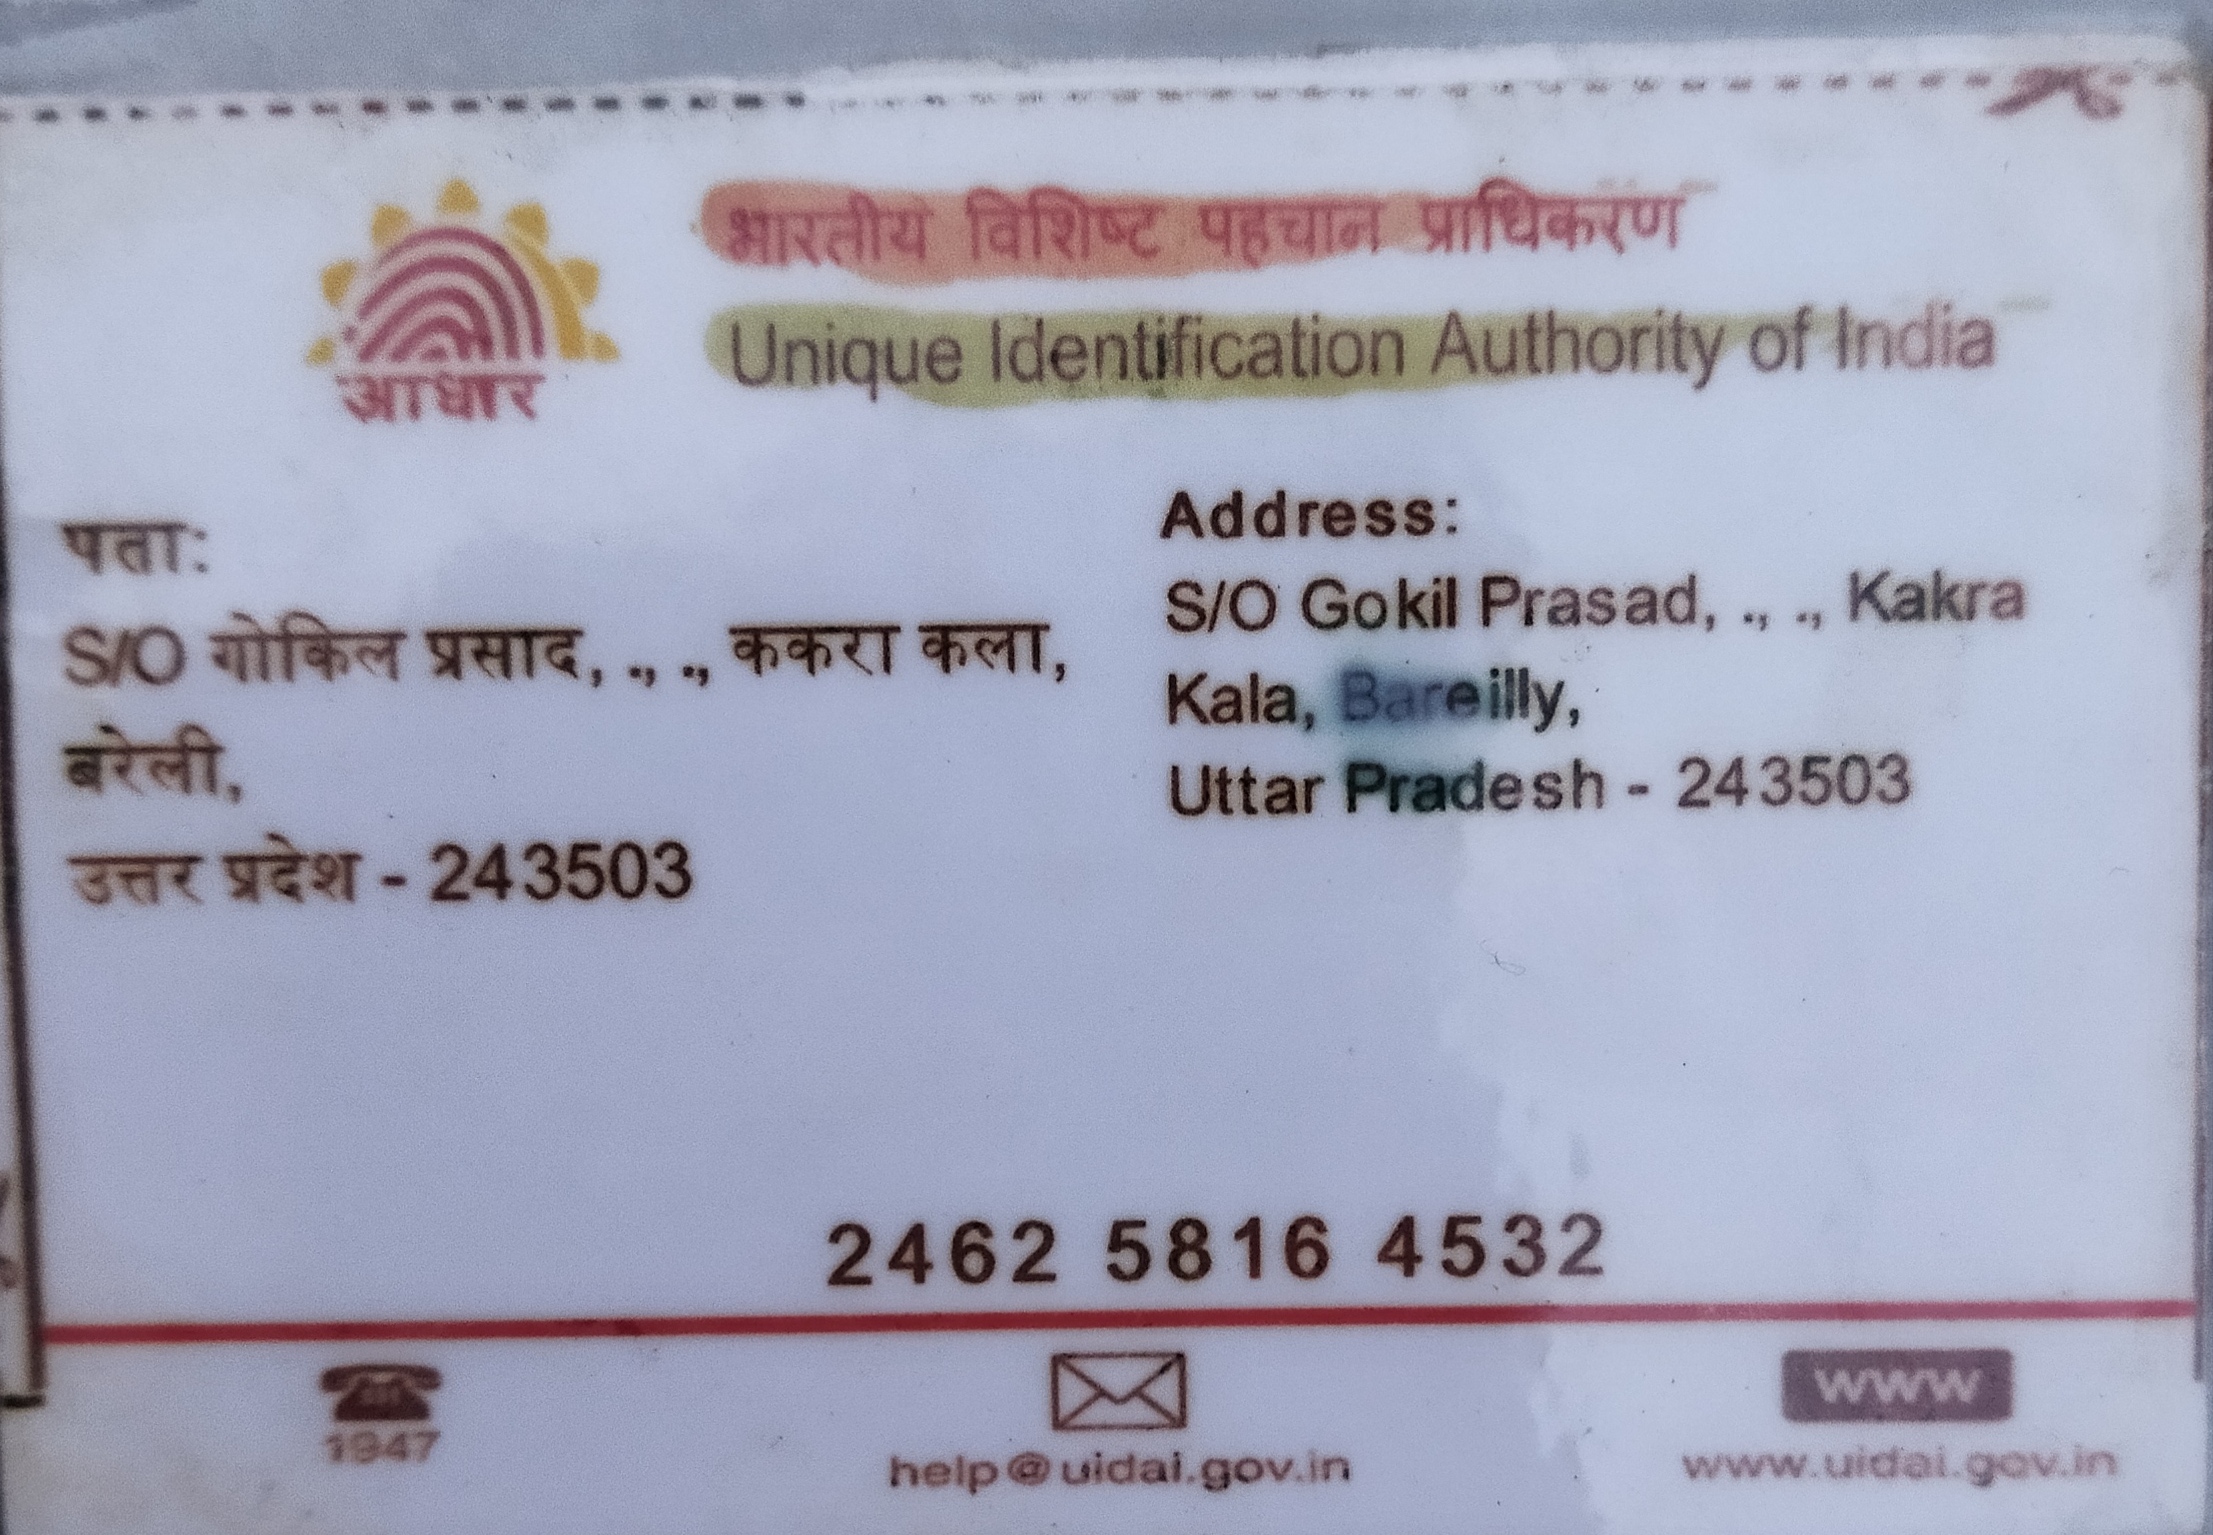 भारतीय विशिष्ट पहचान प्राधिकरण
Unique Identification Authority of India
आधार
पता:
S/O गोकिल प्रसाद, ., ., ककरा कला,
बरेली,
उत्तर प्रदेश - 243503
Address:
S/O Gokil Prasad, ., ., Kakra
Kala, Bareilly,
Uttar Pradesh - 243503
2462 5816 4532
1947
help@uidai.gov.in
www
www.uidai.gov.in